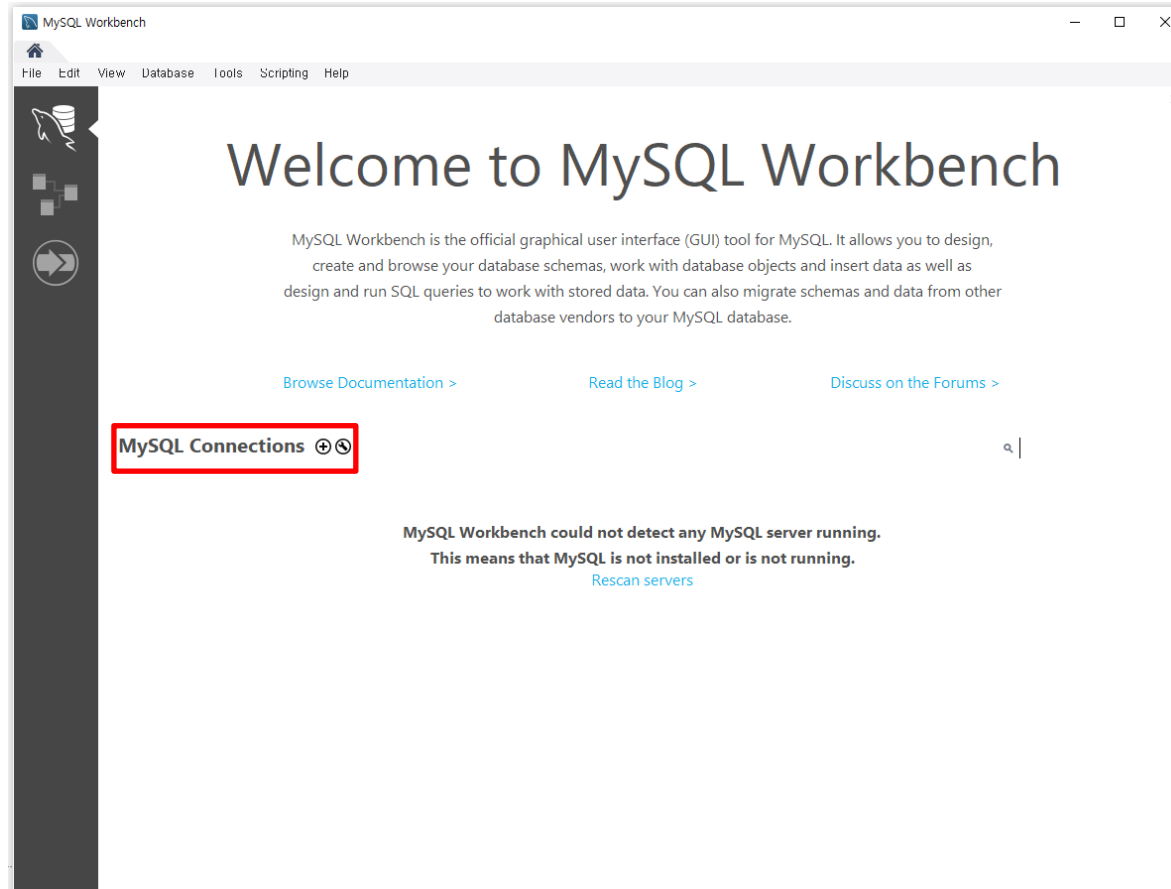 MySQL Workbench
File Edit View Database Tools Scripting Help
Welcome to MySQL Workbench
MySQL Workbench is the official graphical user interface (GUI) tool for MySQL. It allows you to design,
create and browse your database schemas, work with database objects and insert data as well as
design and run SQL queries to work with stored data. You can also migrate schemas and data from other
database vendors to your MySQL database.
Browse Documentation >
Read the Blog >
Discuss on the Forums >
MySQL Connections
MySQL Workbench could not detect any MySQL server running.
This means that MySQL is not installed or is not running.
Rescan servers